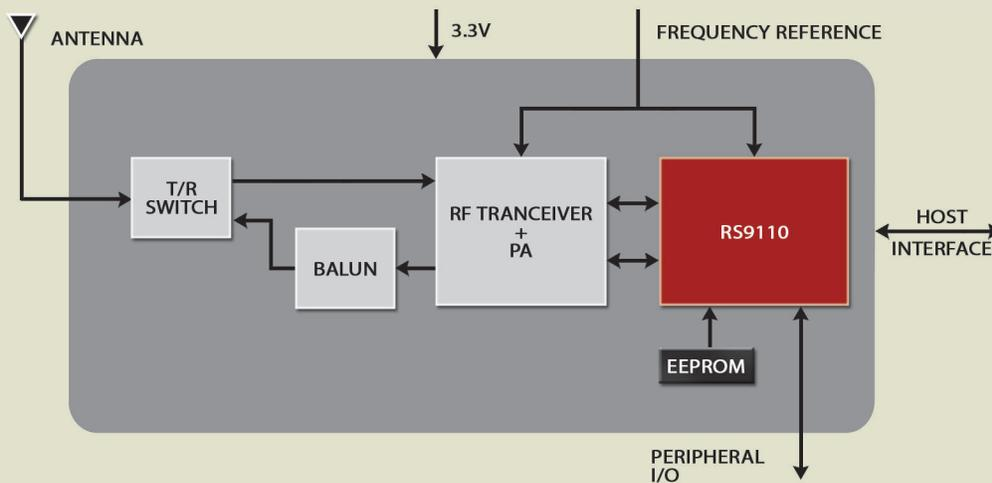 ANTENNA
3.3V
FREQUENCY REFERENCE
T/R
SWITCH
BALUN
RF TRANCEIVER
+
PA
RS9110
HOST
INTERFACE
EEPROM
PERIPHERAL
I/O